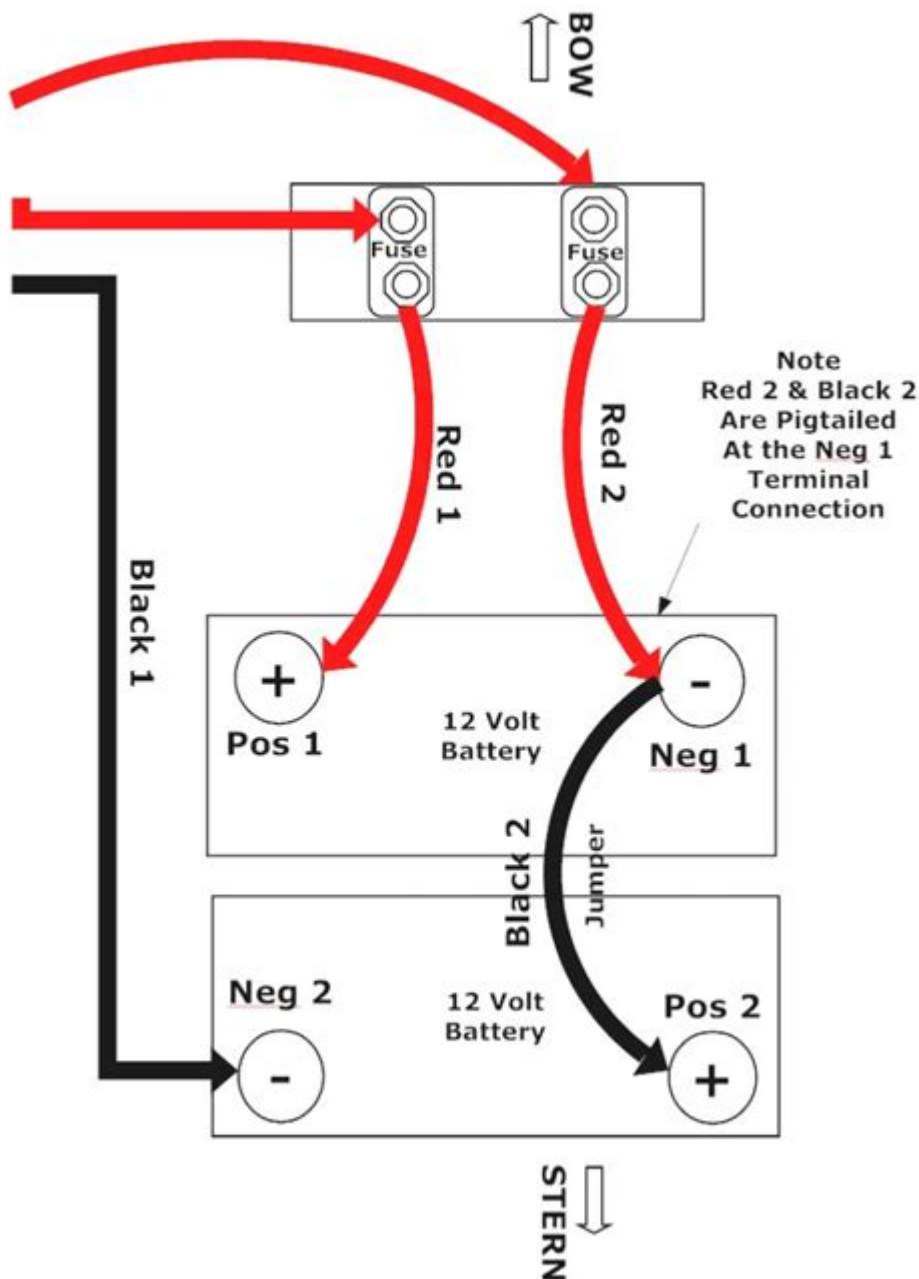 BOW
Fuse
Fuse
Note
Red 2 & Black 2
Are Pigtailed
At the Neg 1
Terminal
Connection
Red 1
Red 2
Black 1
+
-
Pos 1
12 Volt
Battery
Neg 1
Black 2
Jumper
Neg 2
12 Volt
Battery
Pos 2
-
+
STERN